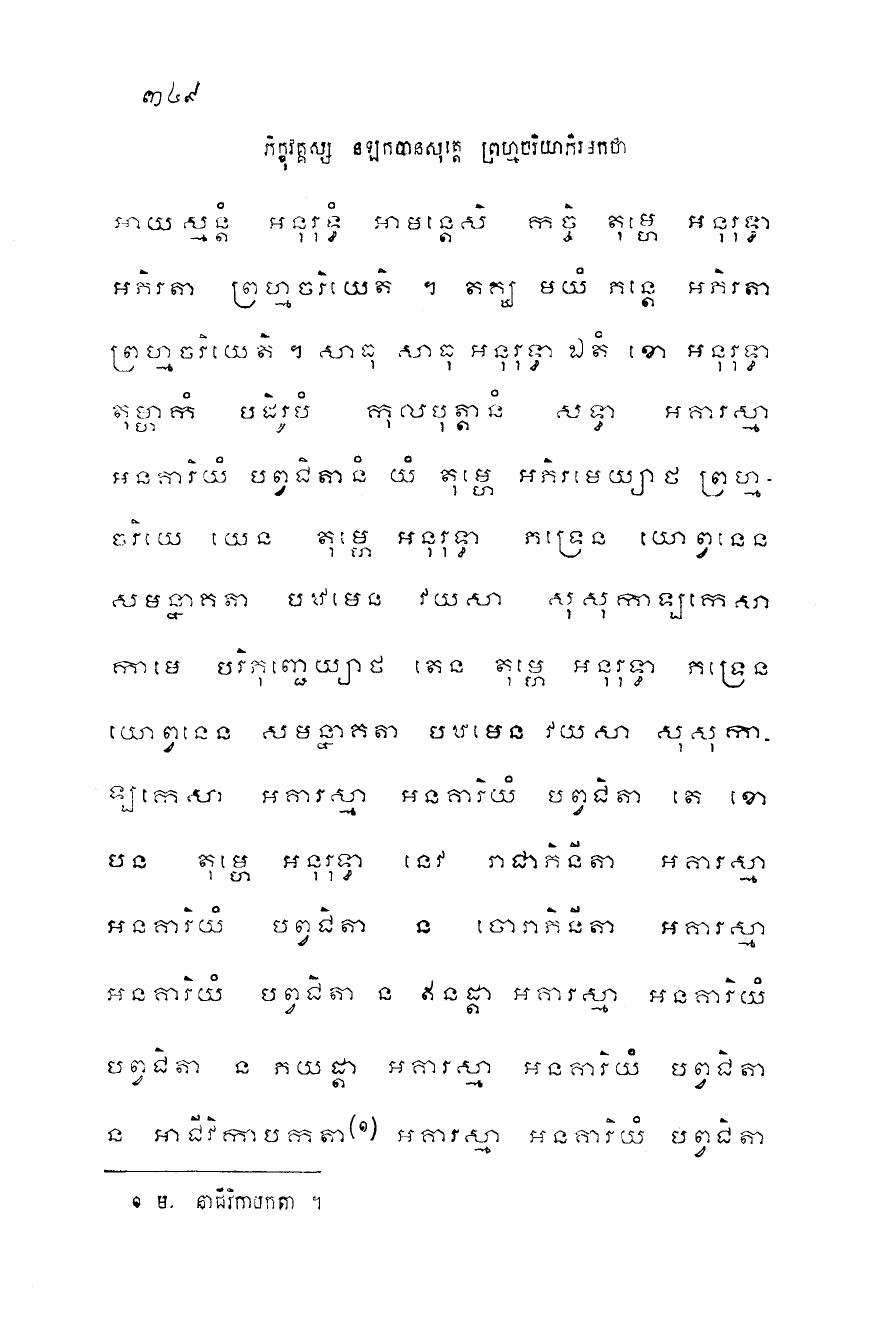 ៣៤៩
ភិក្ខុវគ្គស្ស នឡកបានសុត្តេ ព្រហ្មចរិយាភិរមកថា
អាយស្មន្តំ អនុរុទ្ធំ អាមន្តេសិ កច្ចិ តុម្ហេ អនុរុទ្ធា
អភិរតា ព្រហ្មចរិយេតិ ។ តគ្ឃ មយំ ភន្តេ អភិរតា
ព្រហ្មចរិយេតិ ។ សាធុ សាធុ អនុរុទ្ធា ឯតំ ខោ អនុរុទ្ធា
តុម្ហាកំ បដិរូបំ កុលបុត្តានំ សទ្ធា អគារស្មា
អនគារិយំ បព្វជិតានំ យំ តុម្ហេ អភិរមេយ្យាថ ព្រហ្ម-
ចរិយេ យេន តុម្ហេ អនុរុទ្ធា ភទ្រេន យោព្វនេន
សមន្នាគតា បឋមេន វយសា សុសុកាឡកេសា
កាមេ បរិភុញ្ជេយ្យាថ តេន តុម្ហេ អនុរុទ្ធា ភទ្រេន
យោព្វនេន សមន្នាគតា បឋមេន វយសា សុសុកា-
ឡកេសា អគារស្មា អនគារិយំ បព្វជិតា តេ ខោ
បន តុម្ហេ អនុរុទ្ធា នេវ រាជាភិនីតា អគារស្មា
អនគារិយំ បព្វជិតា ន ចោរាភិនីតា អគារស្មា
អនគារិយំ បព្វជិតា ន ឥនដ្ដា អគារស្មា អនគារិយំ
បព្វជិតា ន ភយដ្ដា អគារស្មា អនគារិយំ បព្វជិតា
ន អាជីវិកាបកតា(១) អគារស្មា អនគារិយំ បព្វជិតា
១ ម. នាជីវិកាបកតា ។